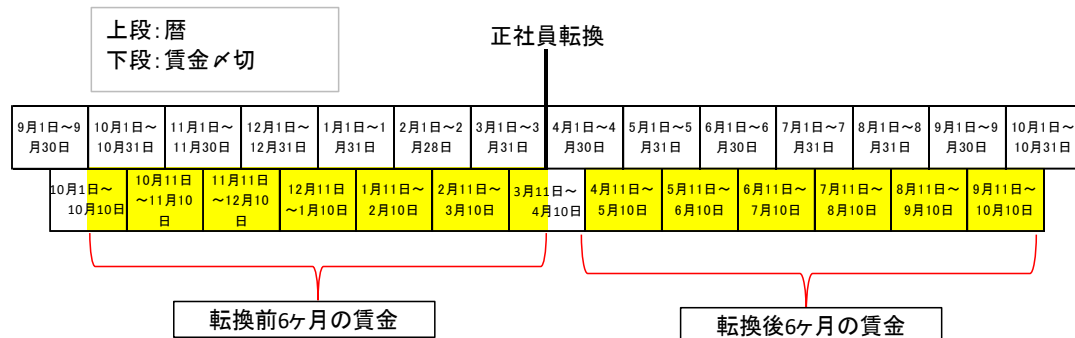 上段：暦
下段：賃金〆切
正社員転換
9月1日～9
月30日
10月1日～
10月31日
11月1日～
11月30日
12月1日～
12月31日
1月1日～1
月31日
2月1日～2
月28日
3月1日～3
月31日
4月1日～4
月30日
5月1日～5
月31日
6月1日～6
月30日
7月1日～7
月31日
8月1日～8
月31日
9月1日～9
月30日
10月1日～
10月31日
10月1日～
10月10日
10月11日
～11月10
日
11月11日
～12月10
日
12月11日
～1月10日
1月11日～
2月10日
2月11日～
3月10日
3月11日～
4月10日
4月11日～
5月10日
5月11日～
6月10日
6月11日～
7月10日
7月11日～
8月10日
8月11日～
9月10日
9月11日～
10月10日
転換前6ヶ月の賃金
転換後6ヶ月の賃金